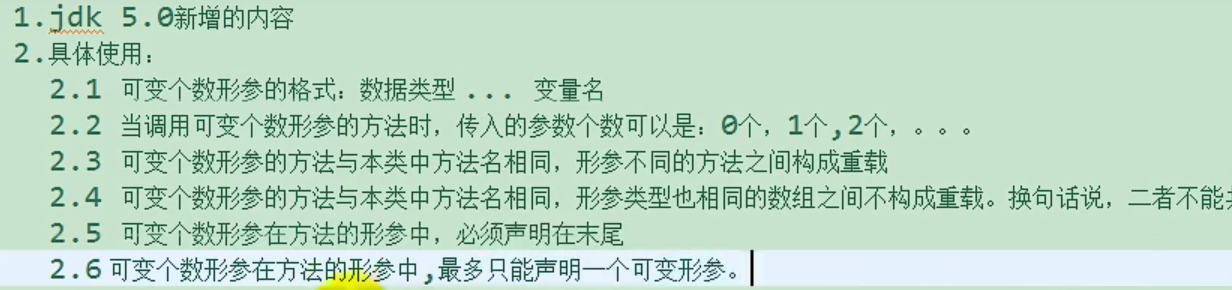 1.jdk 5.0新增的内容
2.具体使用：
2.1 可变个数形参的格式：数据类型 ... 变量名
2.2 当调用可变个数形参的方法时，传入的参数个数可以是：0个，1个,2个，。。。
2.3 可变个数形参的方法与本类中方法名相同，形参不同的方法之间构成重载
2.4 可变个数形参的方法与本类中方法名相同，形参类型也相同的数组之间不构成重载。换句话说，二者不能
2.5 可变个数形参在方法的形参中，必须声明在末尾
2.6 可变个数形参在方法的形参中,最多只能声明一个可变形参。